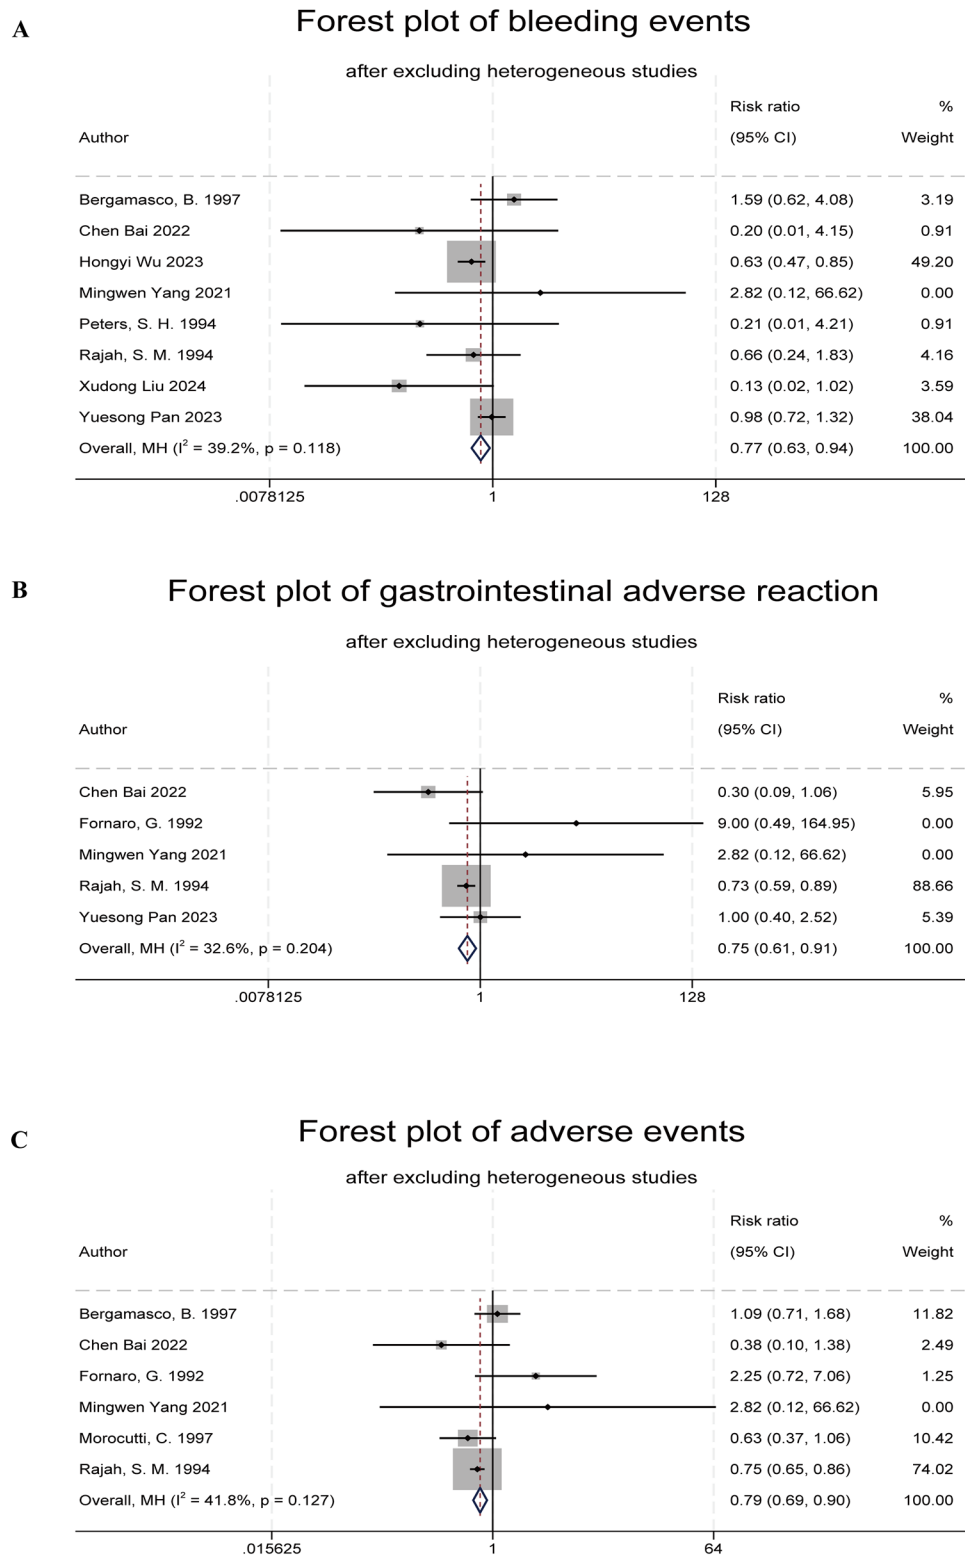 A
Forest plot of bleeding events
after excluding heterogeneous studies
Risk ratio %
Author (95% CI) Weight
Bergamasco, B. 1997 1.59 (0.62, 4.08) 3.19
Chen Bai 2022 0.20 (0.01, 4.15) 0.91
Hongyi Wu 2023 0.63 (0.47, 0.85) 49.20
Mingwen Yang 2021 2.82 (0.12, 66.62) 0.00
Peters, S. H. 1994 0.21 (0.01, 4.21) 0.91
Rajah, S. M. 1994 0.66 (0.24, 1.83) 4.16
Xudong Liu 2024 0.13 (0.02, 1.02) 3.59
Yuesong Pan 2023 0.98 (0.72, 1.32) 38.04
Overall, MH (I² = 39.2%, p = 0.118) 0.77 (0.63, 0.94) 100.00
.0078125 1 128
B
Forest plot of gastrointestinal adverse reaction
after excluding heterogeneous studies
Risk ratio %
Author (95% CI) Weight
Chen Bai 2022 0.30 (0.09, 1.06) 5.95
Fornaro, G. 1992 9.00 (0.49, 164.95) 0.00
Mingwen Yang 2021 2.82 (0.12, 66.62) 0.00
Rajah, S. M. 1994 0.73 (0.59, 0.89) 88.66
Yuesong Pan 2023 1.00 (0.40, 2.52) 5.39
Overall, MH (I² = 32.6%, p = 0.204) 0.75 (0.61, 0.91) 100.00
.0078125 1 128
C
Forest plot of adverse events
after excluding heterogeneous studies
Risk ratio %
Author (95% CI) Weight
Bergamasco, B. 1997 1.09 (0.71, 1.68) 11.82
Chen Bai 2022 0.38 (0.10, 1.38) 2.49
Fornaro, G. 1992 2.25 (0.72, 7.06) 1.25
Mingwen Yang 2021 2.82 (0.12, 66.62) 0.00
Morocutti, C. 1997 0.63 (0.37, 1.06) 10.42
Rajah, S. M. 1994 0.75 (0.65, 0.86) 74.02
Overall, MH (I² = 41.8%, p = 0.127) 0.79 (0.69, 0.90) 100.00
.015625 1 64